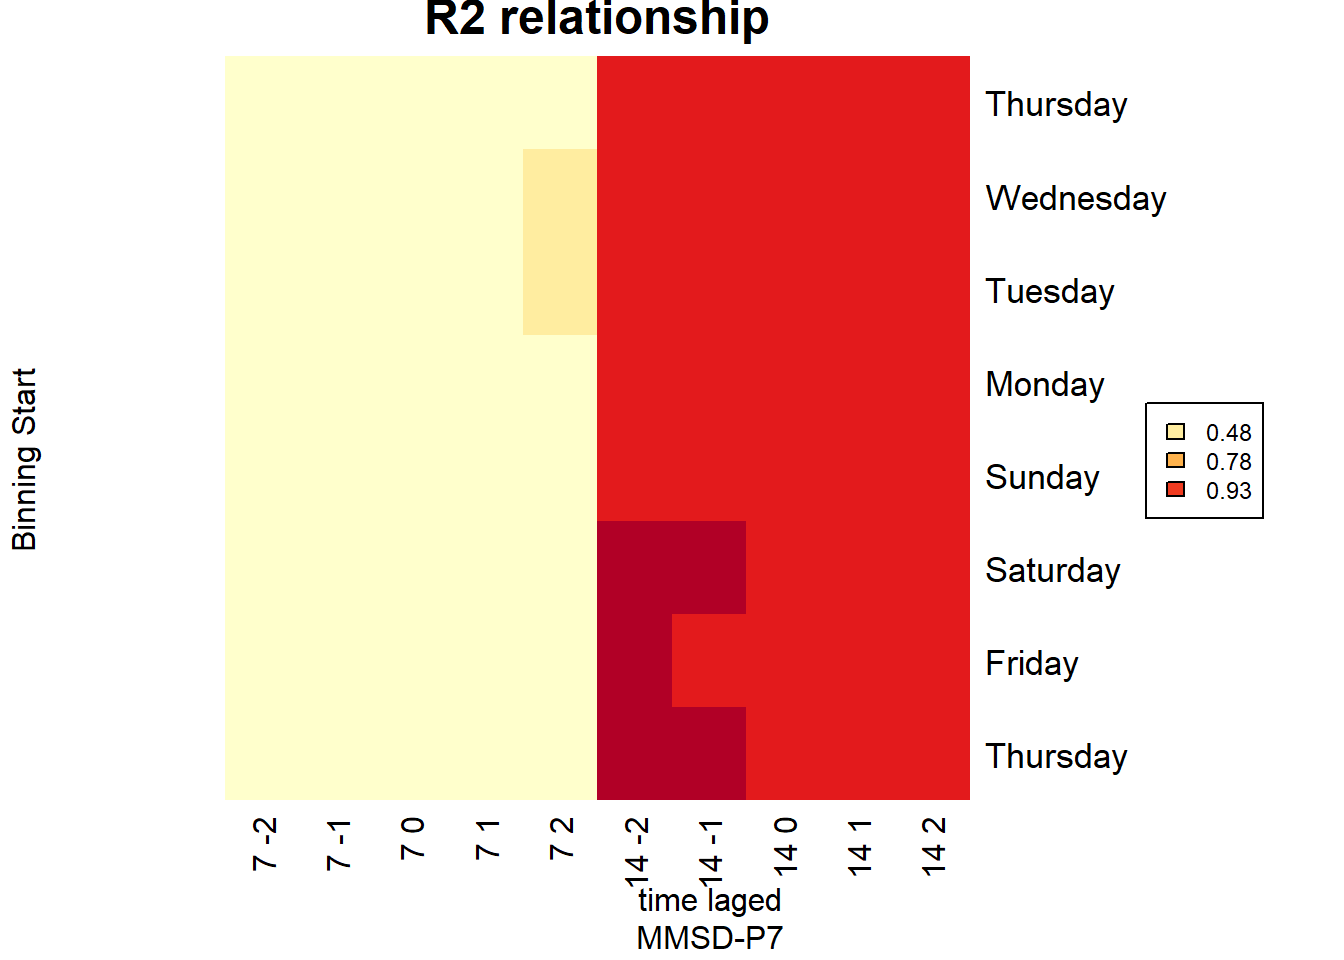 R2 relationship
Thursday
Wednesday
Tuesday
Monday
Sunday
Saturday
Friday
Thursday
Binning Start
0.48
0.78
0.93
7 -2
7 -1
7 0
7 1
7 2
14 -2
14 -1
14 0
14 1
14 2
time laged
MMSD-P7